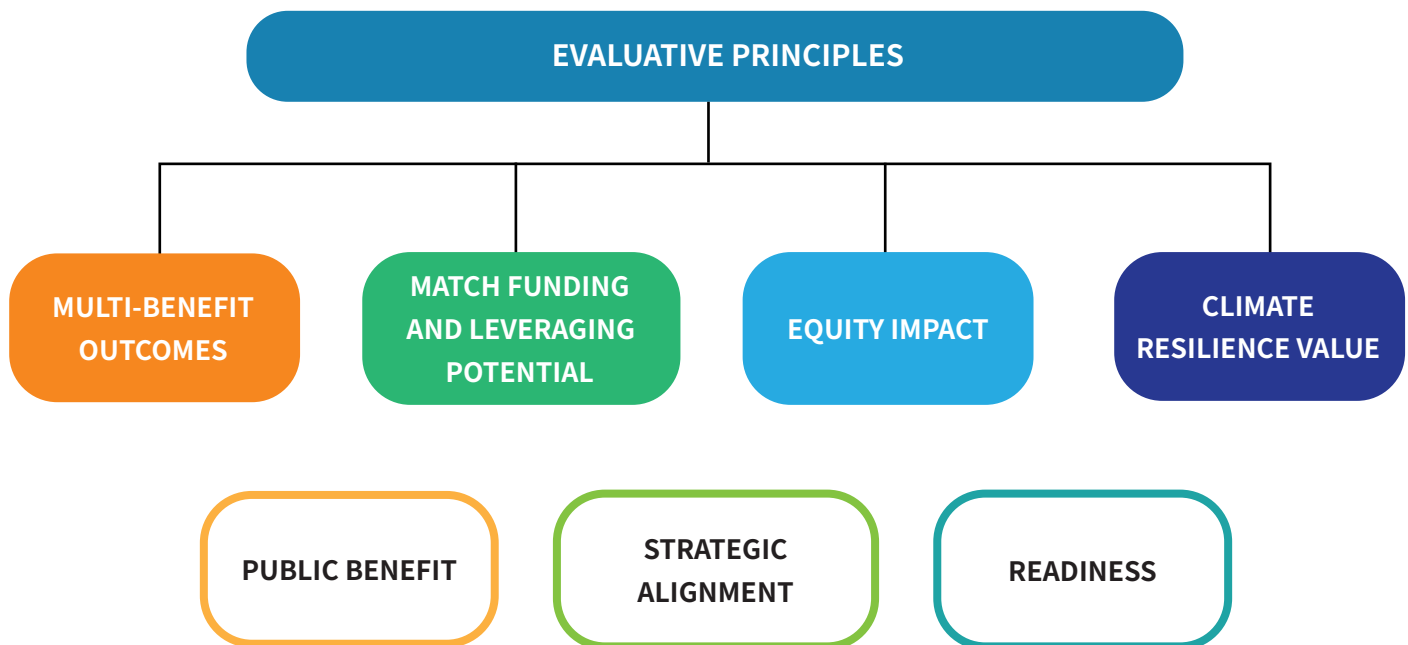 EVALUATIVE PRINCIPLES
MULTI-BENEFIT
OUTCOMES
MATCH FUNDING
AND LEVERAGING
POTENTIAL
EQUITY IMPACT
CLIMATE
RESILIENCE VALUE
PUBLIC BENEFIT
STRATEGIC
ALIGNMENT
READINESS